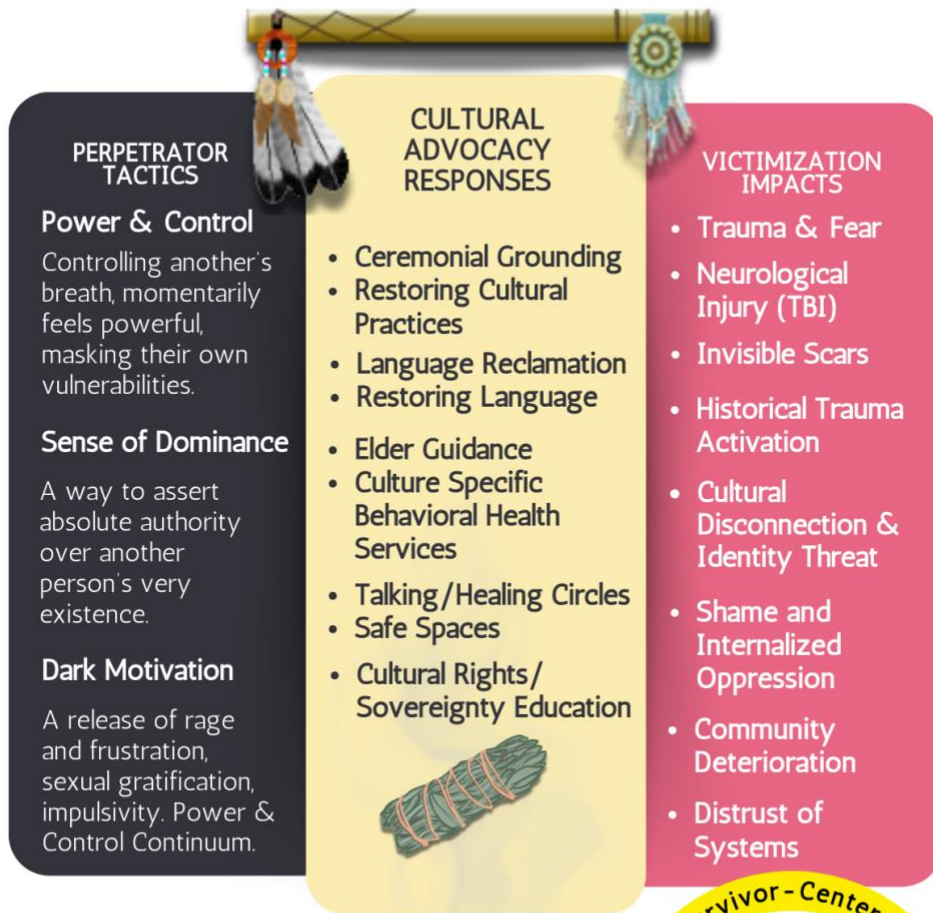 PERPETRATOR
TACTICS
Power & Control
Controlling another's
breath, momentarily
feels powerful,
masking their own
vulnerabilities.
Sense of Dominance
A way to assert
absolute authority
over another
person's very
existence.
Dark Motivation
A release of rage
and frustration,
sexual gratification,
impulsivity. Power &
Control Continuum.
CULTURAL
ADVOCACY
RESPONSES
• Ceremonial Grounding
• Restoring Cultural
Practices
• Language Reclamation
• Restoring Language
• Elder Guidance
• Culture Specific
Behavioral Health
Services
• Talking/Healing Circles
• Safe Spaces
• Cultural Rights/
Sovereignty Education
VICTIMIZATION
IMPACTS
• Trauma & Fear
• Neurological
Injury (TBI)
• Invisible Scars
• Historical Trauma
Activation
• Cultural
Disconnection &
Identity Threat
• Shame and
Internalized
Oppression
• Community
Deterioration
• Distrust of
Systems